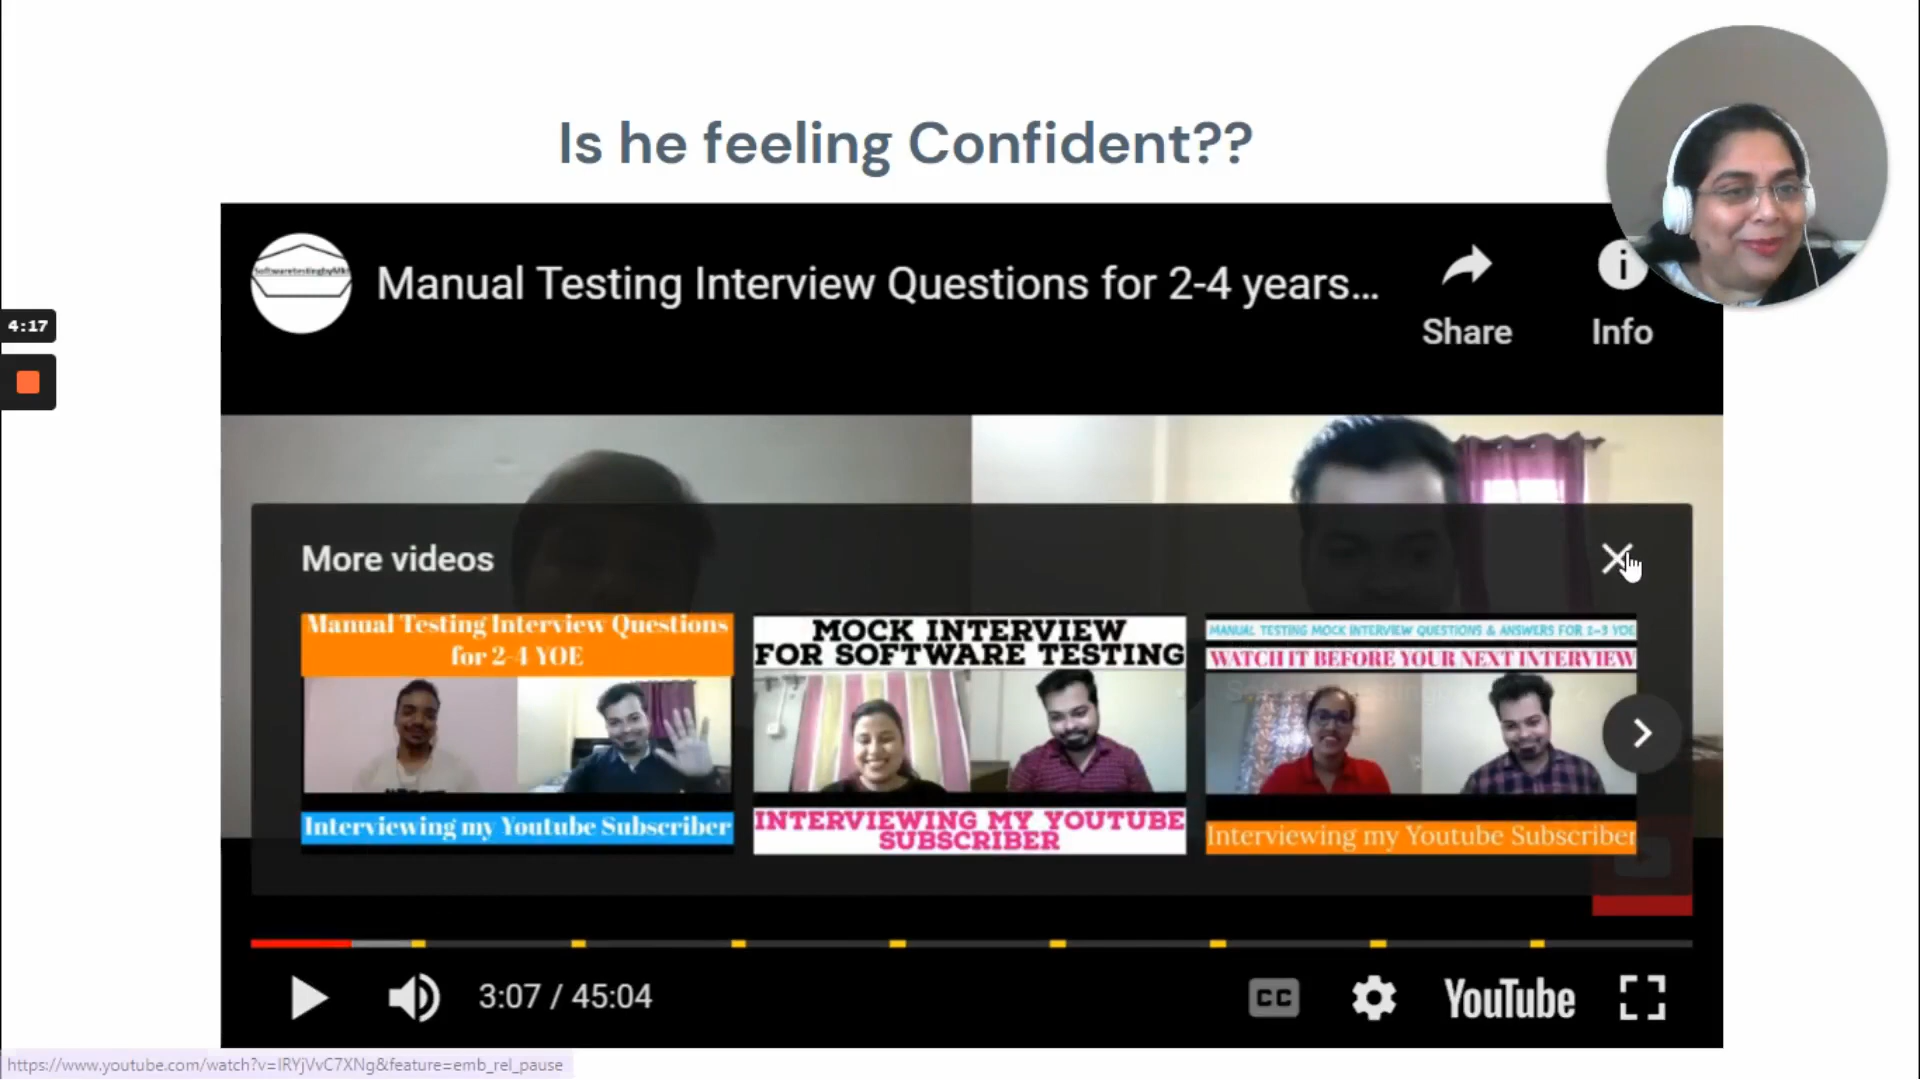 Is he feeling Confident??
SoftwaretestingbyMKT
Manual Testing Interview Questions for 2-4 years...
Share
Info
4:17
More videos
Manual Testing Interview Questions
for 2-4 YOE
Interviewing my Youtube Subscriber
MOCK INTERVIEW
FOR SOFTWARE TESTING
INTERVIEWING MY YOUTUBE
SUBSCRIBER
MANUAL TESTING MOCK INTERVIEW QUESTIONS & ANSWERS FOR 2-3 YOE
WATCH IT BEFORE YOUR NEXT INTERVIEW
Interviewing my Youtube Subscriber
3:07 / 45:04
CC
YouTube
https://www.youtube.com/watch?v=IRYjVvC7XNg&feature=emb_rel_pause